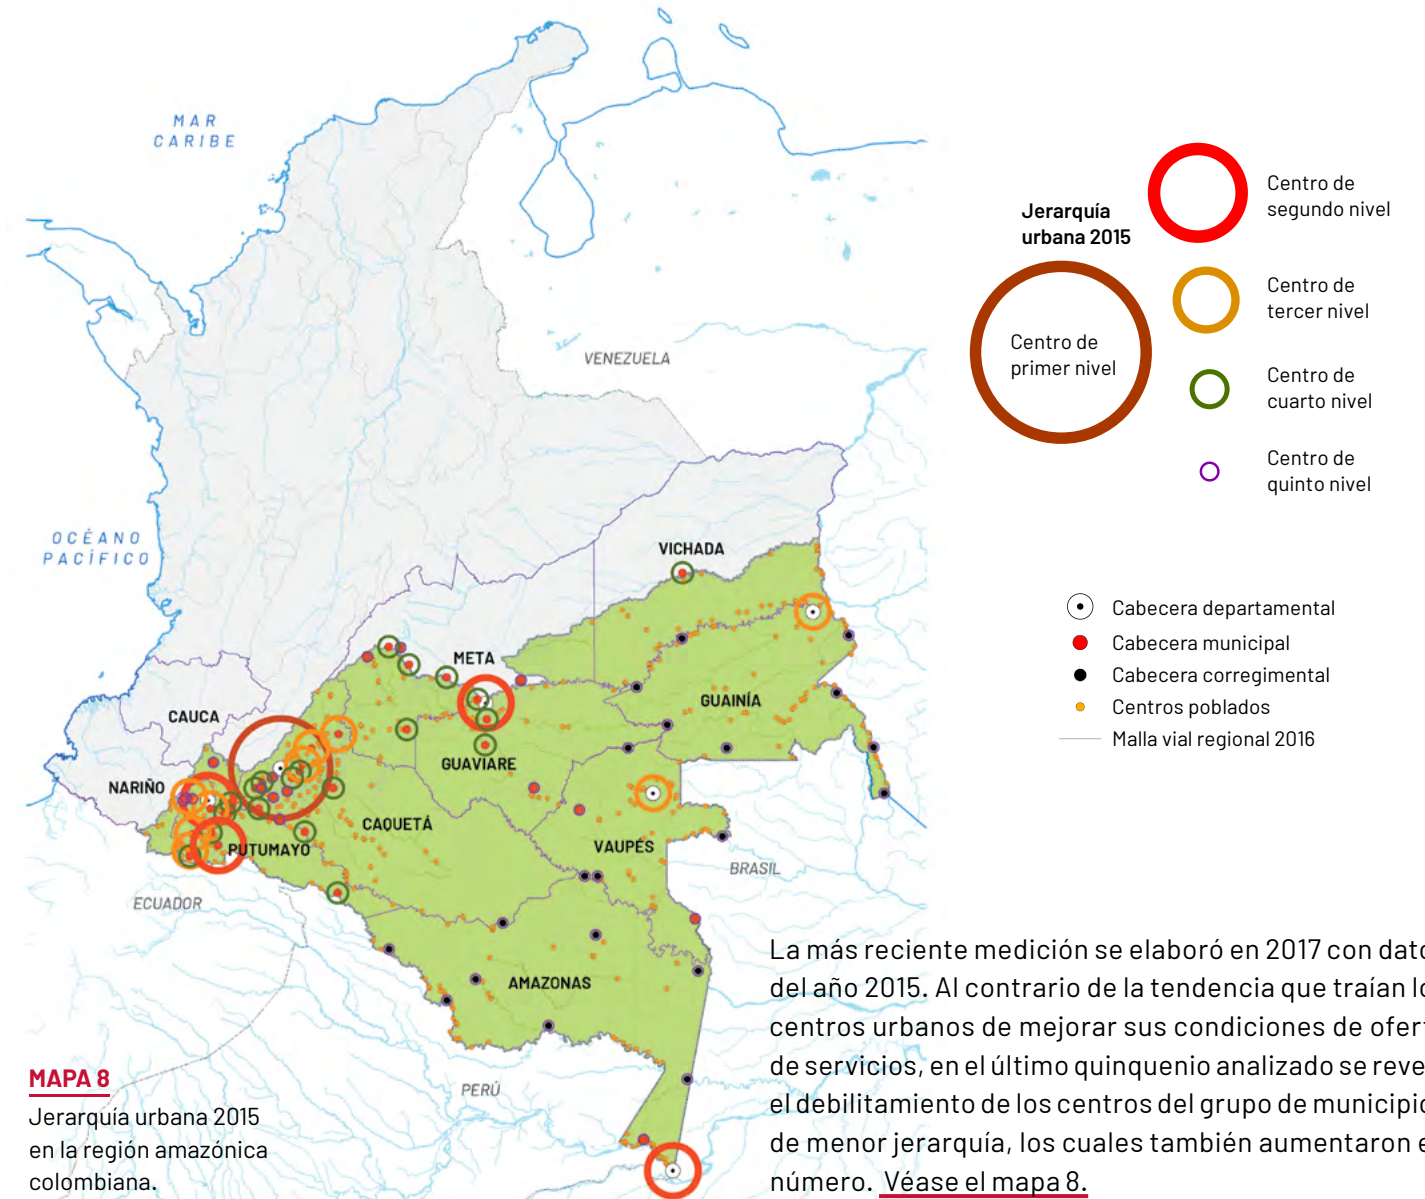 MAR
CARIBE
VENEZUELA
OCÉANO
PACÍFICO
VICHADA
META
GUAINÍA
CAUCA
GUAVIARE
NARIÑO
CAQUETÁ
PUTUMAYO
VAUPÉS
BRASIL
ECUADOR
AMAZONAS
PERÚ
Jerarquía
urbana 2015
Centro de
primer nivel
Centro de
segundo nivel
Centro de
tercer nivel
Centro de
cuarto nivel
Centro de
quinto nivel
Cabecera departamental
Cabecera municipal
Cabecera corregimental
Centros poblados
Malla vial regional 2016
MAPA 8
Jerarquía urbana 2015
en la región amazónica
colombiana.
La más reciente medición se elaboró en 2017 con dato
del año 2015. Al contrario de la tendencia que traían lo
centros urbanos de mejorar sus condiciones de ofert
de servicios, en el último quinquenio analizado se reve
el debilitamiento de los centros del grupo de municipio
de menor jerarquía, los cuales también aumentaron e
número. Véase el mapa 8.